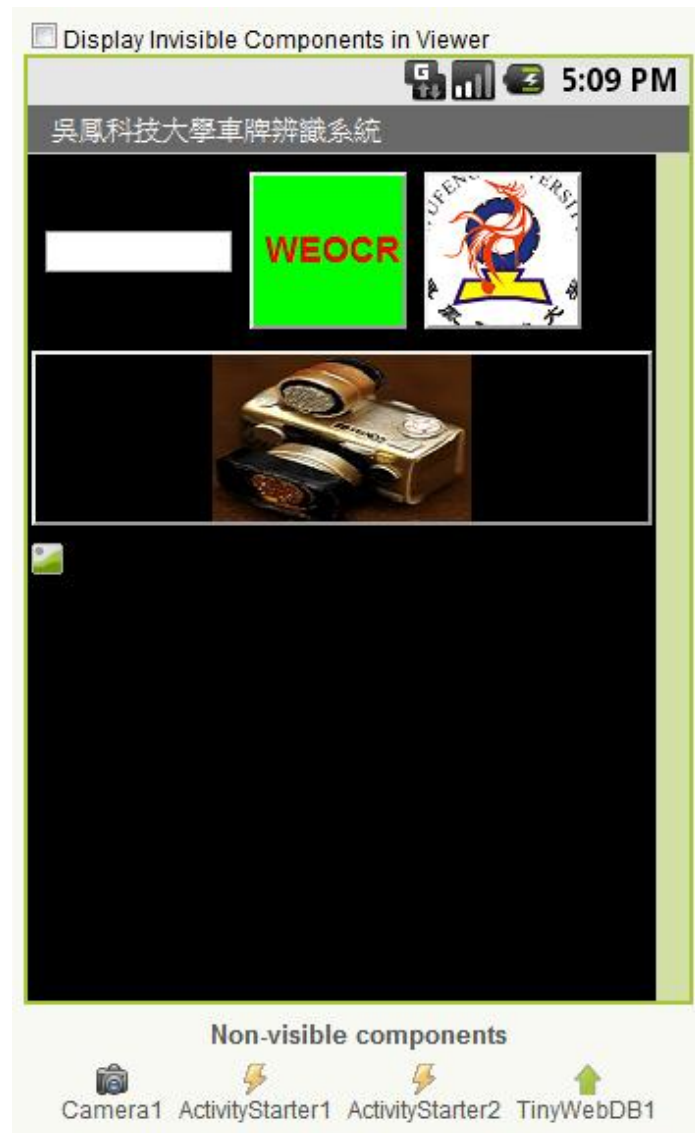 Display Invisible Components in Viewer
5:09 PM
吳鳳科技大學車牌辨識系統
WEOCR
Non-visible components
Camera1 ActivityStarter1 ActivityStarter2 TinyWebDB1